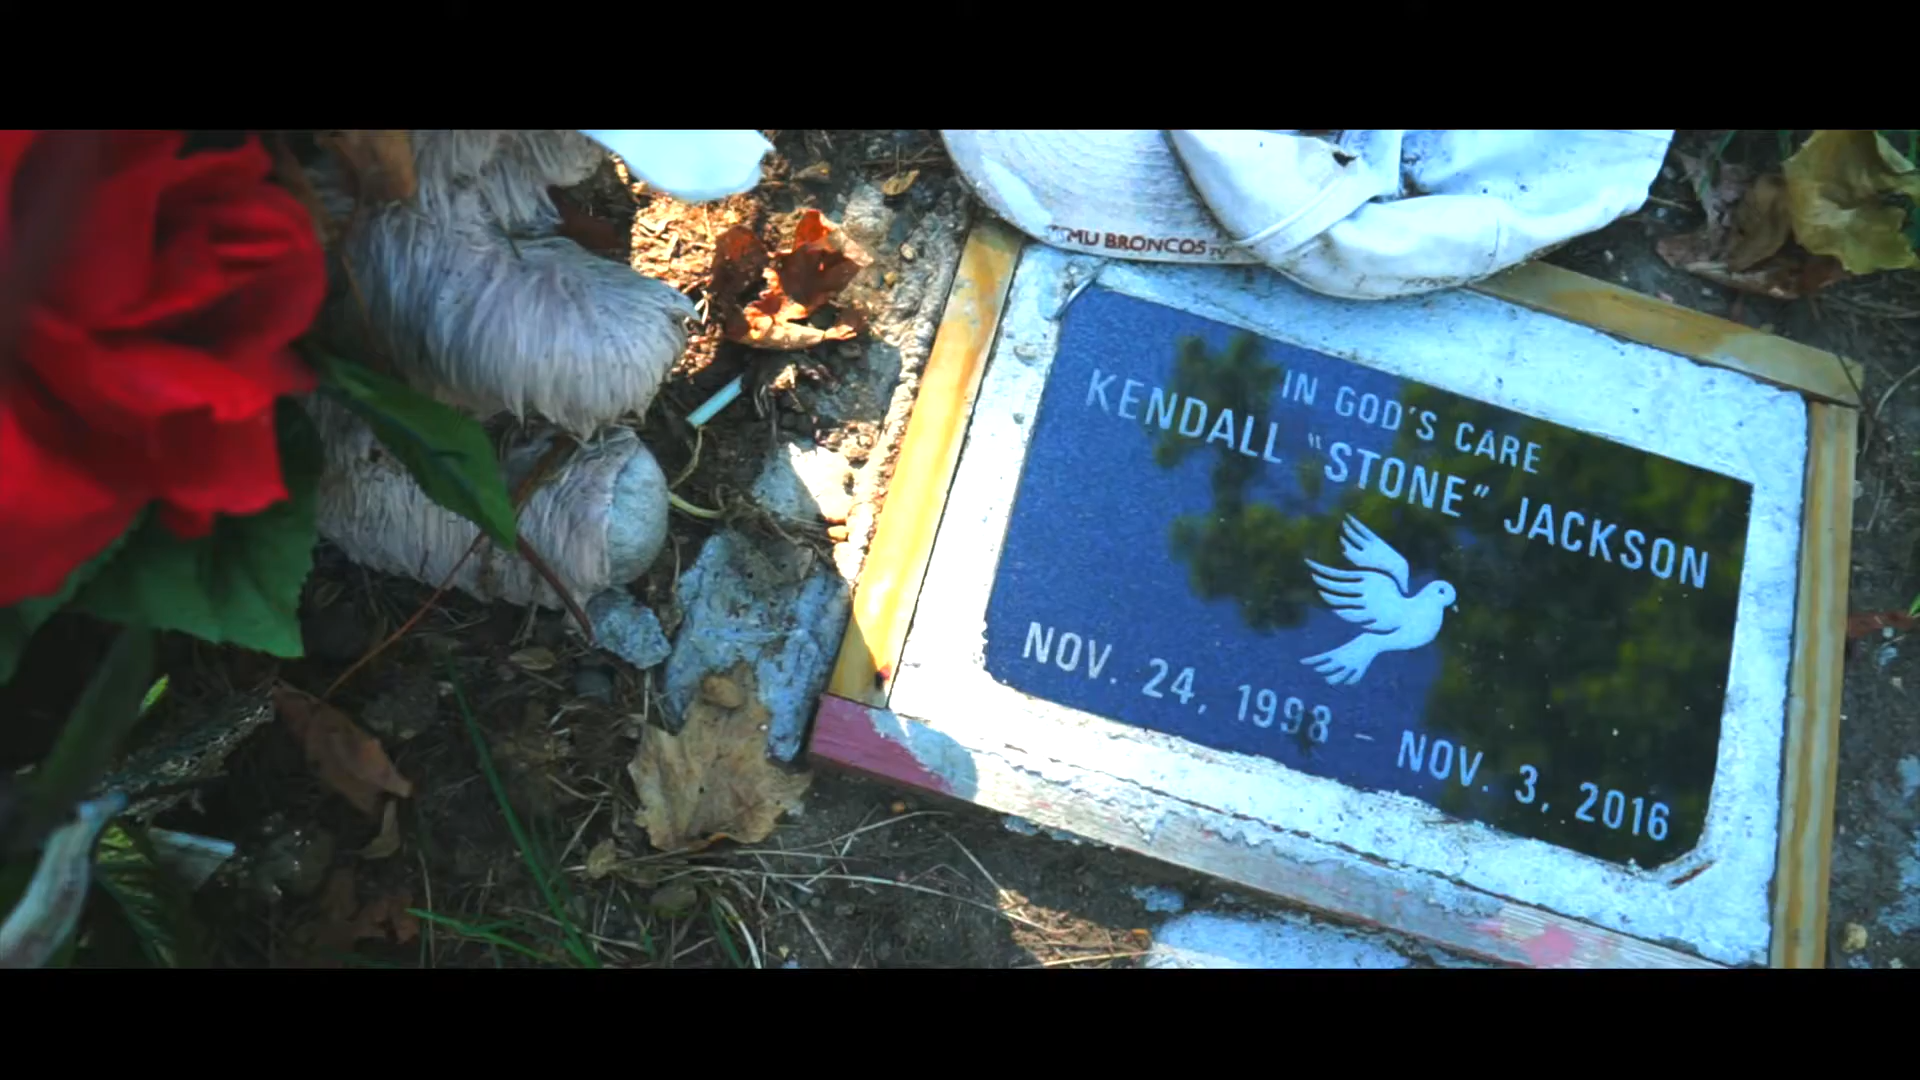 MU BRONCOS
IN GOD'S CARE
KENDALL "STONE" JACKSON
NOV. 24, 1998 - NOV. 3, 2016